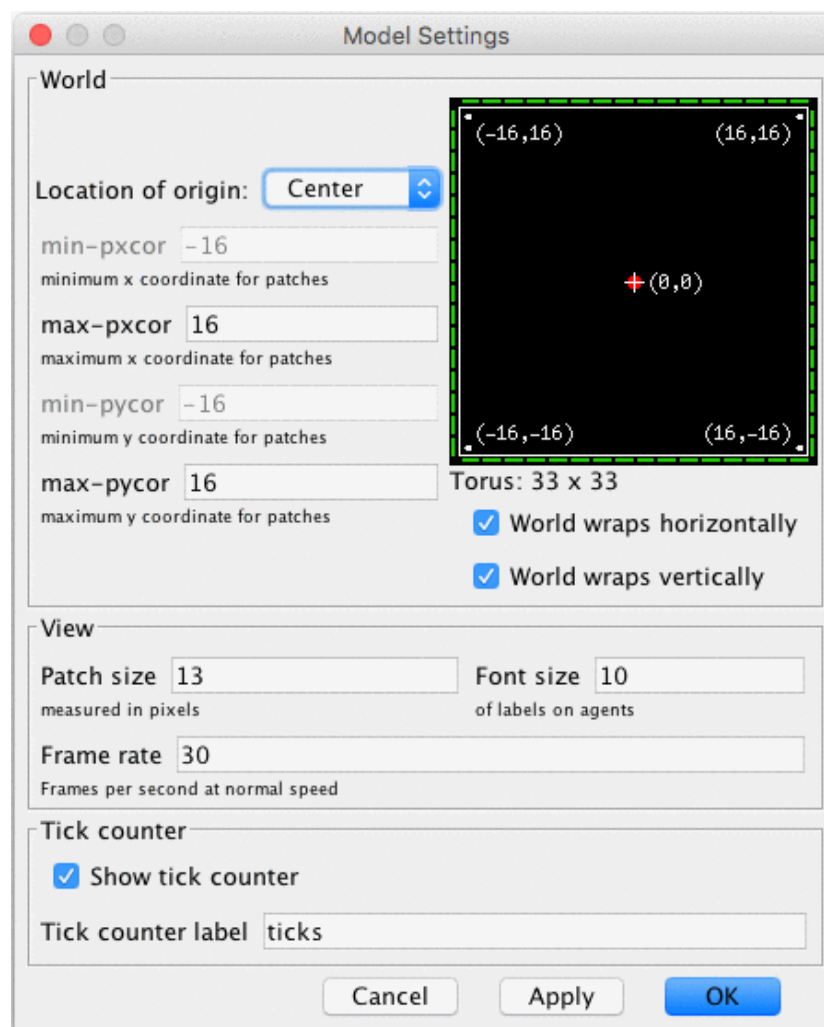 Model Settings
World
(-16,16) (16,16)
Location of origin: Center
min-pxcor -16
minimum x coordinate for patches
(0,0)
max-pxcor 16
maximum x coordinate for patches
min-pycor -16
minimum y coordinate for patches
(-16,-16) (16,-16)
max-pycor 16
maximum y coordinate for patches
Torus: 33 x 33
World wraps horizontally
World wraps vertically
View
Patch size 13 Font size 10
measured in pixels of labels on agents
Frame rate 30
Frames per second at normal speed
Tick counter
Show tick counter
Tick counter label ticks
Cancel Apply OK